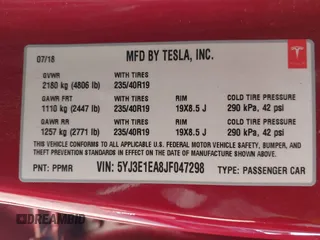 07/18 MFD BY TESLA, INC.
TESLA
GVWR WITH TIRES
2180 kg (4806 lb) 235/40R19
GAWR FRT WITH TIRES RIM COLD TIRE PRESSURE
1110 kg (2447 lb) 235/40R19 19X8.5 J 290 kPa, 42 psi
GAWR RR WITH TIRES RIM COLD TIRE PRESSURE
1257 kg (2771 lb) 235/40R19 19X8.5 J 290 kPa, 42 psi
THIS VEHICLE CONFORMS TO ALL APPLICABLE U.S. FEDERAL MOTOR VEHICLE SAFETY, BUMPER,
AND THEFT PREVENTION STANDARDS IN EFFECT ON THE DATE OF MANUFACTURE SHOWN ABOVE.
PNT: PPMR VIN: 5YJ3E1EA8JF047298 TYPE: PASSENGER CAR
DREAMBID